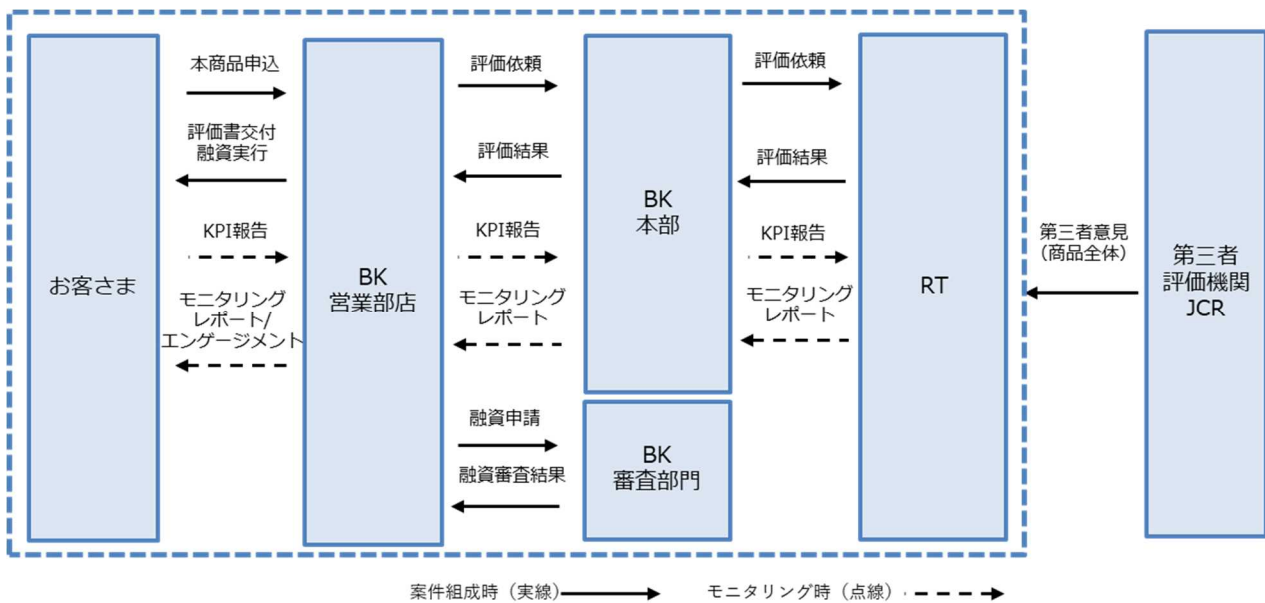 お客さま
本商品申込
評価書交付
融資実行
KPI報告
モニタリング
レポート/
エンゲージメント
BK
営業部店
評価依頼
評価結果
KPI報告
モニタリング
レポート
融資申請
融資審査結果
BK
本部
BK
審査部門
評価依頼
評価結果
KPI報告
モニタリング
レポート
RT
第三者意見
（商品全体）
第三者
評価機関
JCR
案件組成時（実線）
モニタリング時（点線）